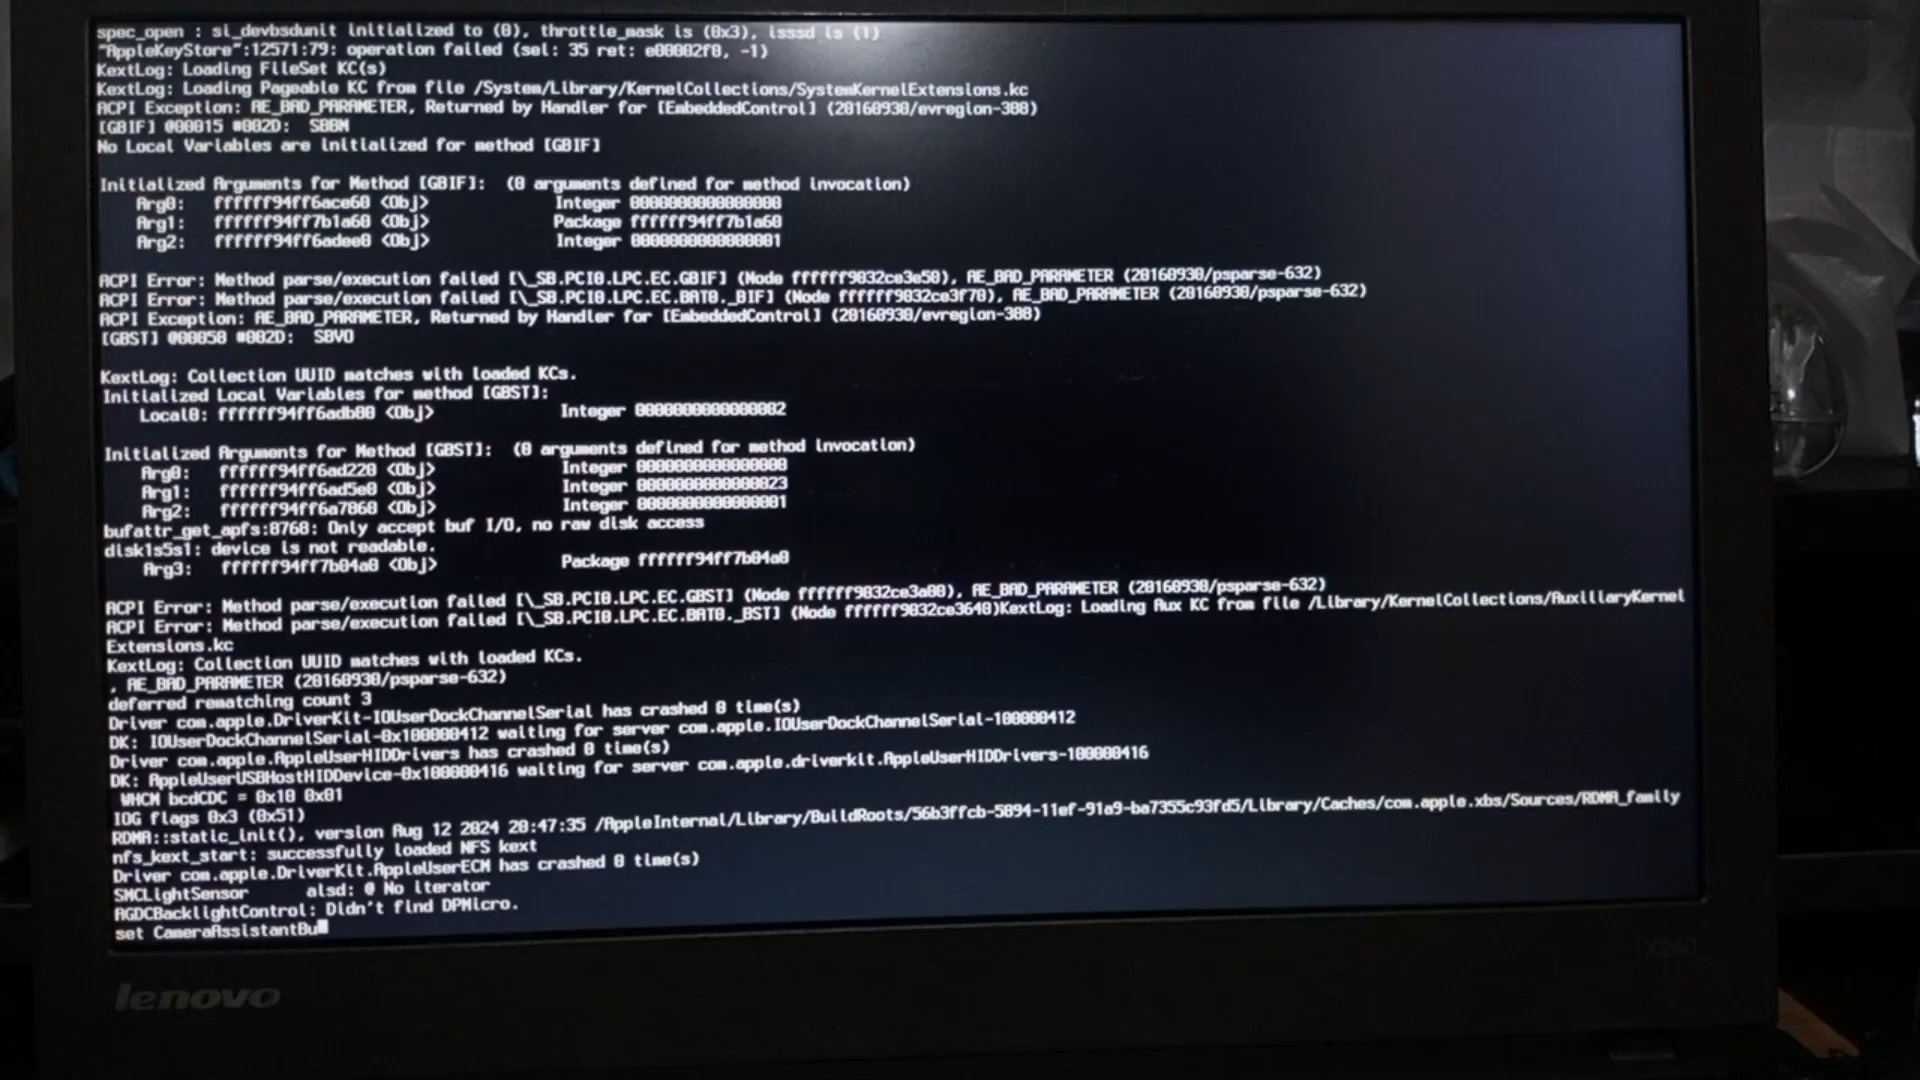 spec_open : si_devbsdunit initialized to (0), throttle_mask is (0x3), isssd is (1)
"AppleKeyStore":12571:79: operation failed (sel: 35 ret: e00002f0, -1)
KextLog: Loading FileSet KC(s)
KextLog: Loading Pageable KC from file /System/Library/KernelCollections/SystemKernelExtensions.kc
ACPI Exception: AE_BAD_PARAMETER, Returned by Handler for [EmbeddedControl] (20160930/evregion-308)
[GBIF] @00015 #002D:  SBBM
No Local Variables are initialized for method [GBIF]
Initialized Arguments for Method [GBIF]:  (0 arguments defined for method invocation)
Arg0:   ffffff94ff6ace60 <Obj>           Integer 0000000000000000
Arg1:   ffffff94ff7b1a60 <Obj>           Package ffffff94ff7b1a60
Arg2:   ffffff94ff6adee0 <Obj>           Integer 0000000000000001
ACPI Error: Method parse/execution failed [\_SB.PCI0.LPC.EC.GBIF] (Node ffffff9032ce3e50), AE_BAD_PARAMETER (20160930/psparse-632)
ACPI Error: Method parse/execution failed [\_SB.PCI0.LPC.EC.BAT0._BIF] (Node ffffff9032ce3f70), AE_BAD_PARAMETER (20160930/psparse-632)
ACPI Exception: AE_BAD_PARAMETER, Returned by Handler for [EmbeddedControl] (20160930/evregion-308)
[GBST] @00050 #002D:  SBVO
KextLog: Collection UUID matches with loaded KCs.
Initialized Local Variables for method [GBST]:
Local0: ffffff94ff6adb00 <Obj>           Integer 0000000000000002
Initialized Arguments for Method [GBST]:  (0 arguments defined for method invocation)
Arg0:   ffffff94ff6ad220 <Obj>           Integer 0000000000000000
Arg1:   ffffff94ff6ad5e0 <Obj>           Integer 0000000000000023
Arg2:   ffffff94ff6a7860 <Obj>           Integer 0000000000000001
bufattr_get_apfs:8760: Only accept buf I/O, no raw disk access
disk1s5s1: device is not readable.
Arg3:   ffffff94ff7b04a0 <Obj>           Package ffffff94ff7b04a0
ACPI Error: Method parse/execution failed [\_SB.PCI0.LPC.EC.GBST] (Node ffffff9032ce3a00), AE_BAD_PARAMETER (20160930/psparse-632)
ACPI Error: Method parse/execution failed [\_SB.PCI0.LPC.EC.BAT0._BST] (Node ffffff9032ce3640)KextLog: Loading Aux KC from file /Library/KernelCollections/AuxiliaryKernel
Extensions.kc
KextLog: Collection UUID matches with loaded KCs.
, AE_BAD_PARAMETER (20160930/psparse-632)
deferred rematching count 3
Driver com.apple.DriverKit-IOUserDockChannelSerial has crashed 0 time(s)
DK: IOUserDockChannelSerial-0x100000412 waiting for server com.apple.IOUserDockChannelSerial-100000412
Driver com.apple.AppleUserHIDDrivers has crashed 0 time(s)
DK: AppleUserUSBHostHIDDevice-0x100000416 waiting for server com.apple.driverkit.AppleUserHIDDrivers-100000416
WHCM bcdCDC = 0x10 0x01
IOG flags 0x3 (0x51)
RDMA::static_init(), version Aug 12 2024 20:47:35 /AppleInternal/Library/BuildRoots/56b3ffcb-5894-11ef-91a9-ba7355c93fd5/Library/Caches/com.apple.xbs/Sources/RDMA_family
nfs_kext_start: successfully loaded NFS kext
Driver com.apple.DriverKit.AppleUserECM has crashed 0 time(s)
SMCLightSensor      alsd: @ No iterator
AGDCBacklightControl: Didn't find DPMicro.
set CameraAssistantBu
X240
lenovo